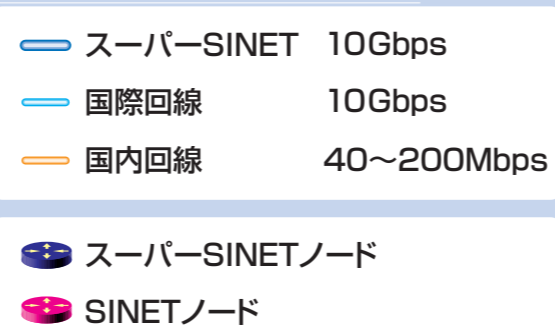 スーパーSINET 10Gbps
国際回線 10Gbps
国内回線 40～200Mbps
スーパーSINETノード
SINETノード